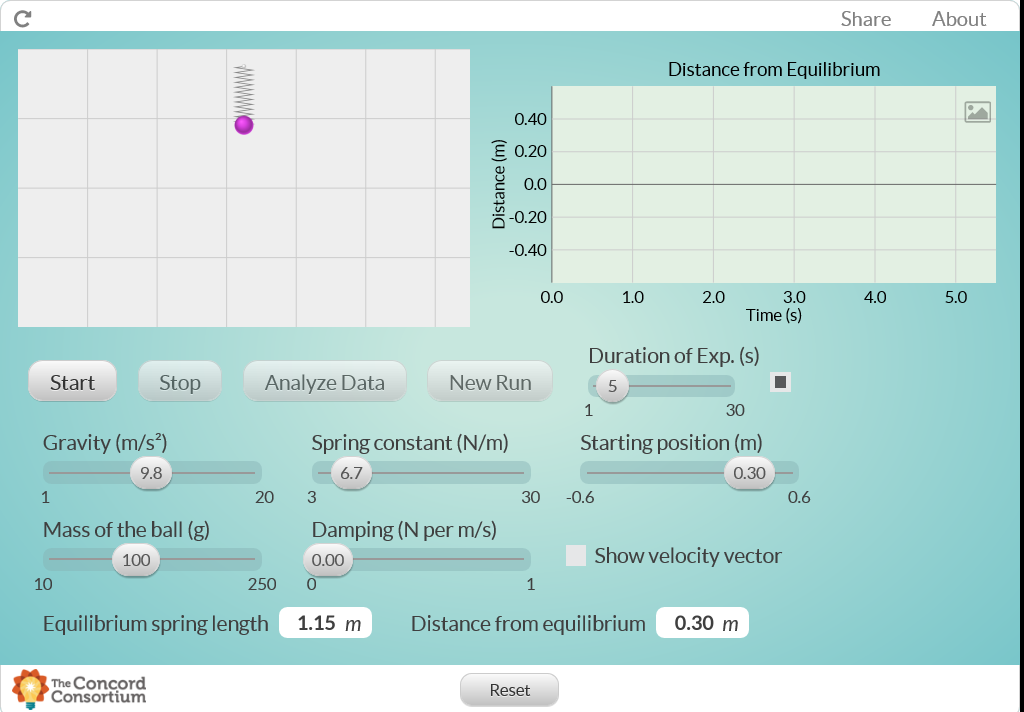 Share About
Distance from Equilibrium
0.40
0.20
0.0
-0.20
-0.40
Distance (m)
0.0 1.0 2.0 3.0 4.0 5.0
Time (s)
Start Stop Analyze Data New Run
Duration of Exp. (s)
5
1 30
Gravity (m/s²) Spring constant (N/m) Starting position (m)
9.8 6.7 0.30
1 20 3 30 -0.6 0.6
Mass of the ball (g) Damping (N per m/s)
100 0.00 Show velocity vector
10 250 0 1
Equilibrium spring length 1.15 m Distance from equilibrium 0.30 m
The Concord
Consortium
Reset